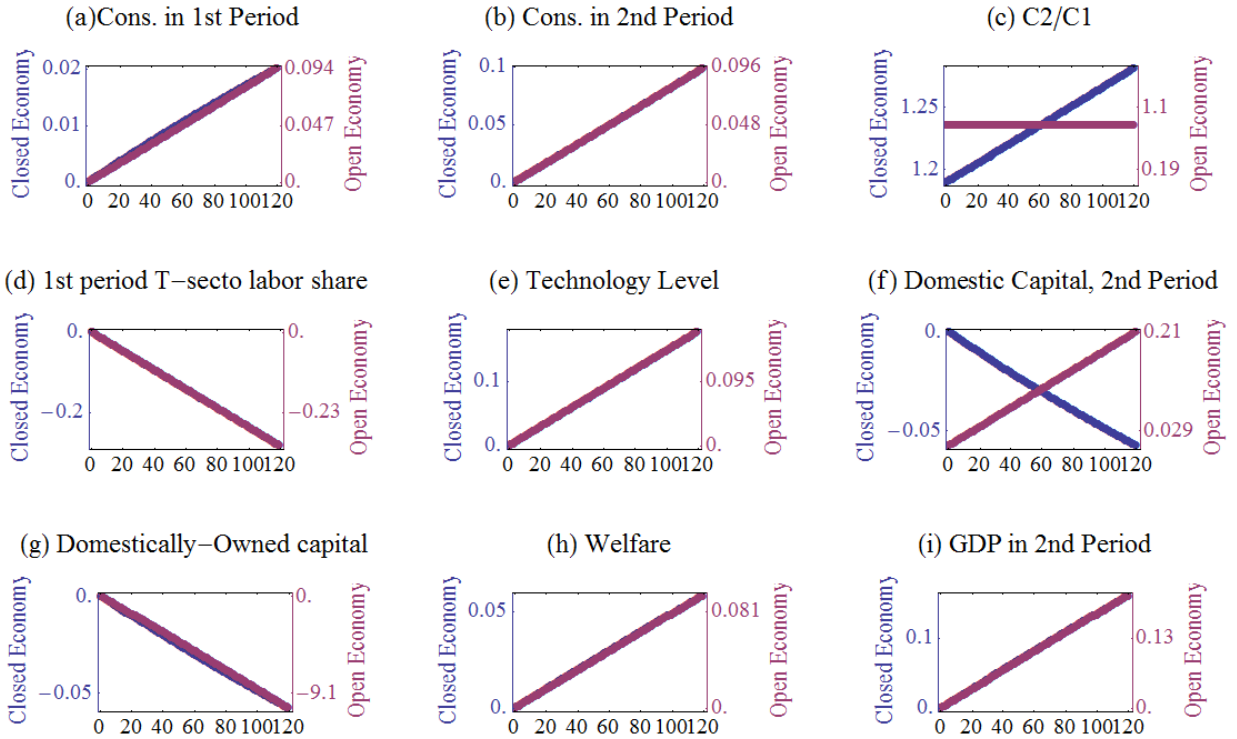 (a)Cons. in 1st Period
(b) Cons. in 2nd Period
(c) C2/C1
Closed Economy
0.02
0.01
0.
0.094
0.047
0.
Open Economy
0 20 40 60 80 100120
Closed Economy
0.1
0.05
0.
0.096
0.048
0.
Open Economy
0 20 40 60 80 100120
Closed Economy
1.25
1.2
1.1
0.19
Open Economy
0 20 40 60 80 100120
(d) 1st period T−secto labor share
(e) Technology Level
(f) Domestic Capital, 2nd Period
Closed Economy
0.
−0.2
0.
−0.23
Open Economy
0 20 40 60 80 100120
Closed Economy
0.1
0.
0.095
0.
Open Economy
0 20 40 60 80 100120
Closed Economy
0.
−0.05
0.21
0.029
Open Economy
0 20 40 60 80 100120
(g) Domestically−Owned capital
(h) Welfare
(i) GDP in 2nd Period
Closed Economy
0.
−0.05
0.
−9.1
Open Economy
0 20 40 60 80 100120
Closed Economy
0.05
0.
0.081
0.
Open Economy
0 20 40 60 80 100120
Closed Economy
0.1
0.
0.13
0.
Open Economy
0 20 40 60 80 100120